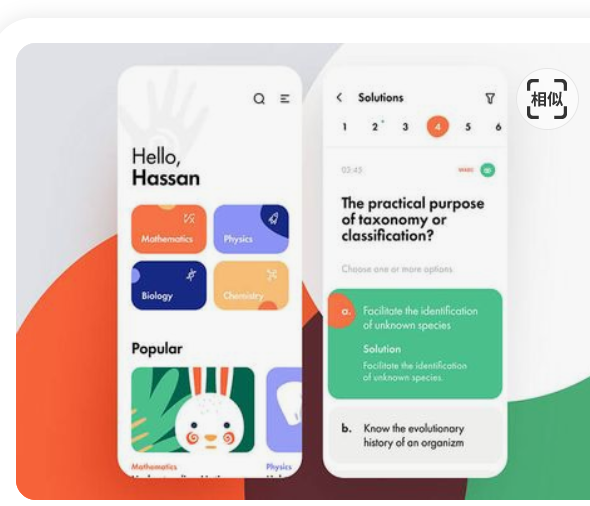 相似
Hello,
Hassan
Mathematics
Physics
Biology
Chemistry
Popular
Mathematics
Physics
Solutions
1 2 3 4 5 6
03:45
The practical purpose
of taxonomy or
classification?
Choose one or more options
a. Facilitate the identification
of unknown species
Solution
Facilitate the identification
of unknown species.
b. Know the evolutionary
history of an organizm